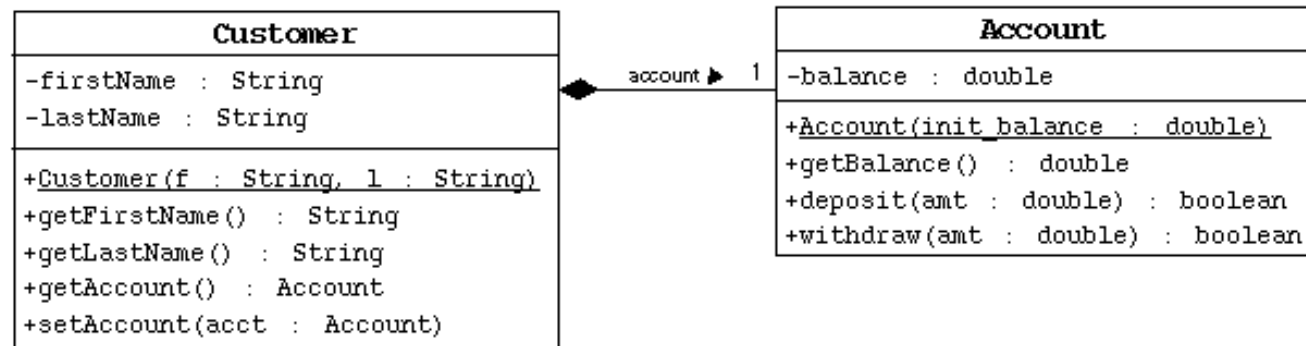 Customer
-firstName : String
-lastName : String
+Customer(f : String, l : String)
+getFirstName() : String
+getLastName() : String
+getAccount() : Account
+setAccount(acct : Account)
account 1
Account
-balance : double
+Account(init_balance : double)
+getBalance() : double
+deposit(amt : double) : boolean
+withdraw(amt : double) : boolean